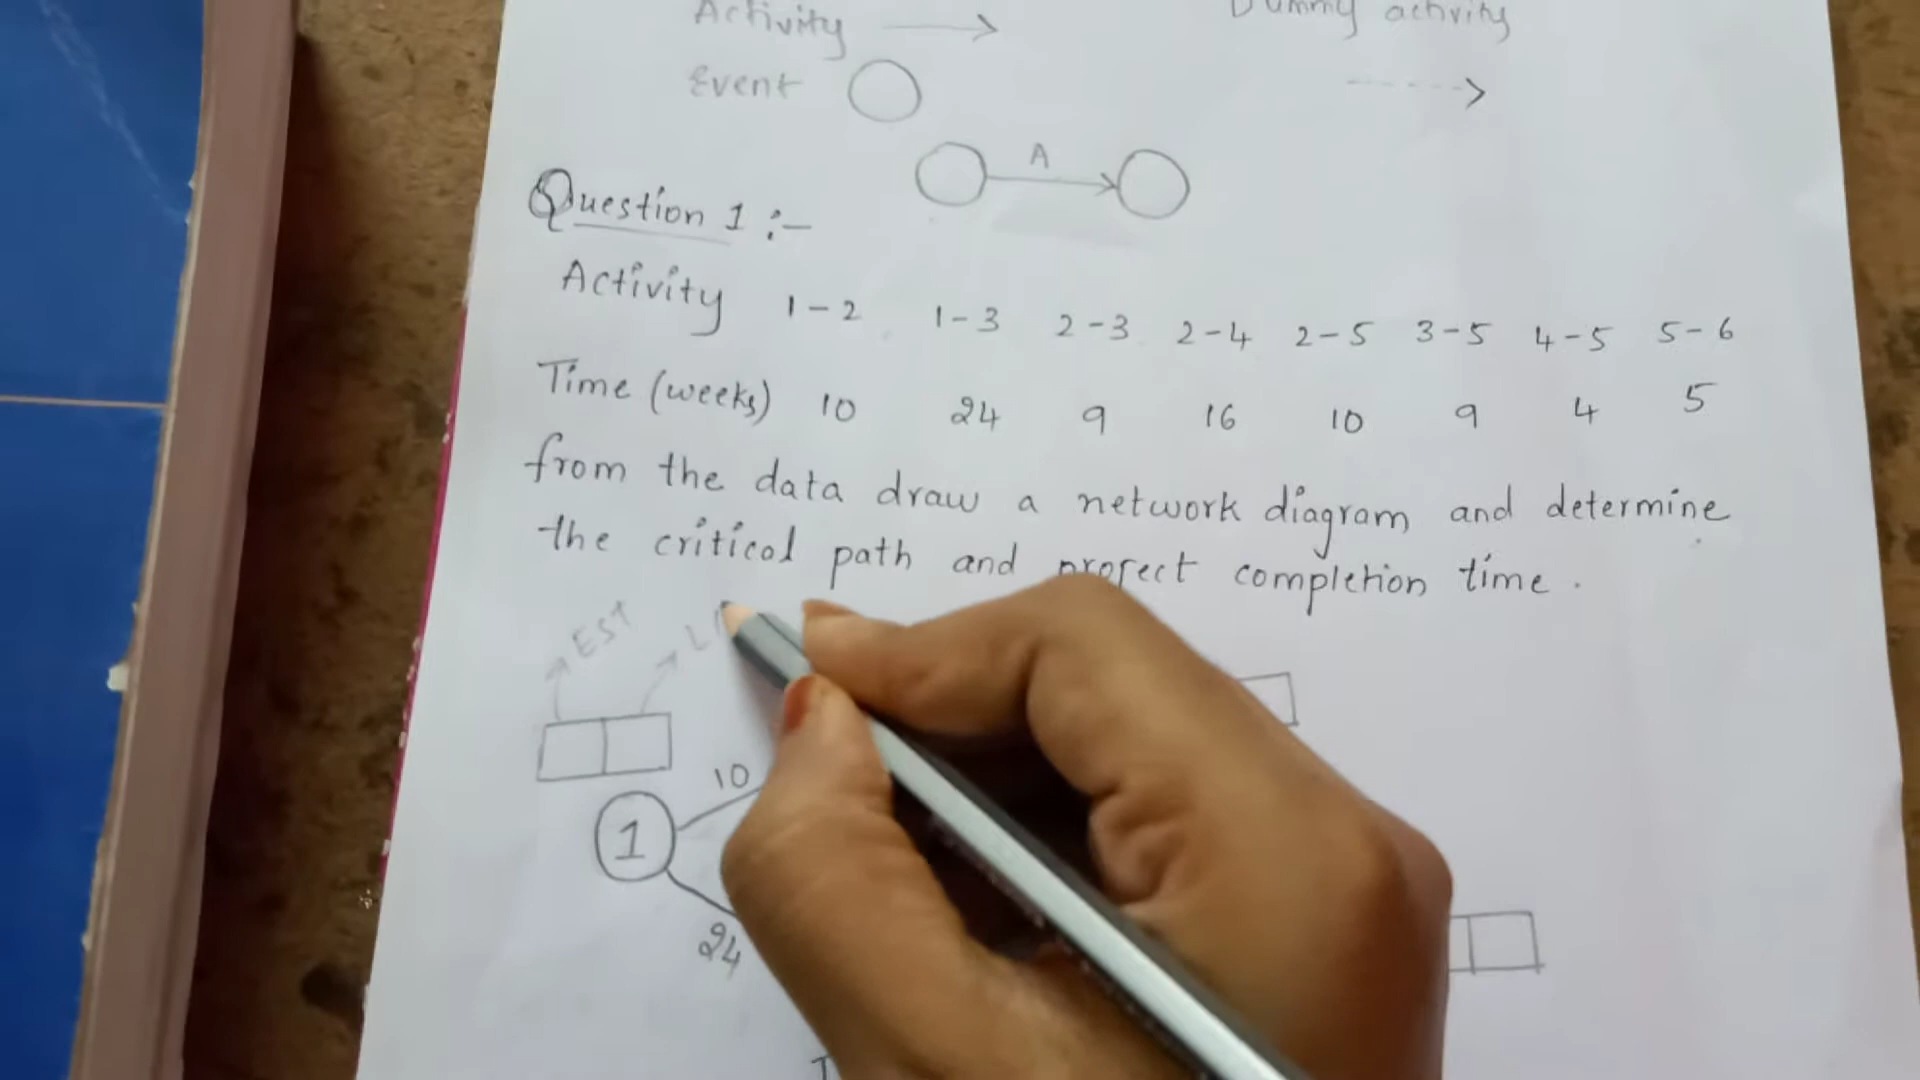 Activity Dummy activity
Event
A
Question 1 :-
Activity 1-2 1-3 2-3 2-4 2-5 3-5 4-5 5-6
Time (weeks) 10 24 9 16 10 9 4 5
from the data draw a network diagram and determine
the critical path and project completion time.
EST
10
1
24